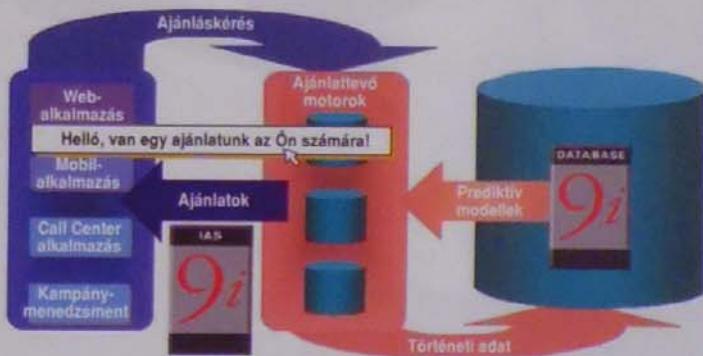 Ajánláskérés
Web-
alkalmazás
Ajánlattevő
motorok
Helló, van egy ajánlatunk az Ön számára!
Mobil-
alkalmazás
Ajánlatok
Call Center
alkalmazás
IAS
9i
Kampány-
menedzsment
Prediktív
modellek
DATABASE
9i
Történeti adat